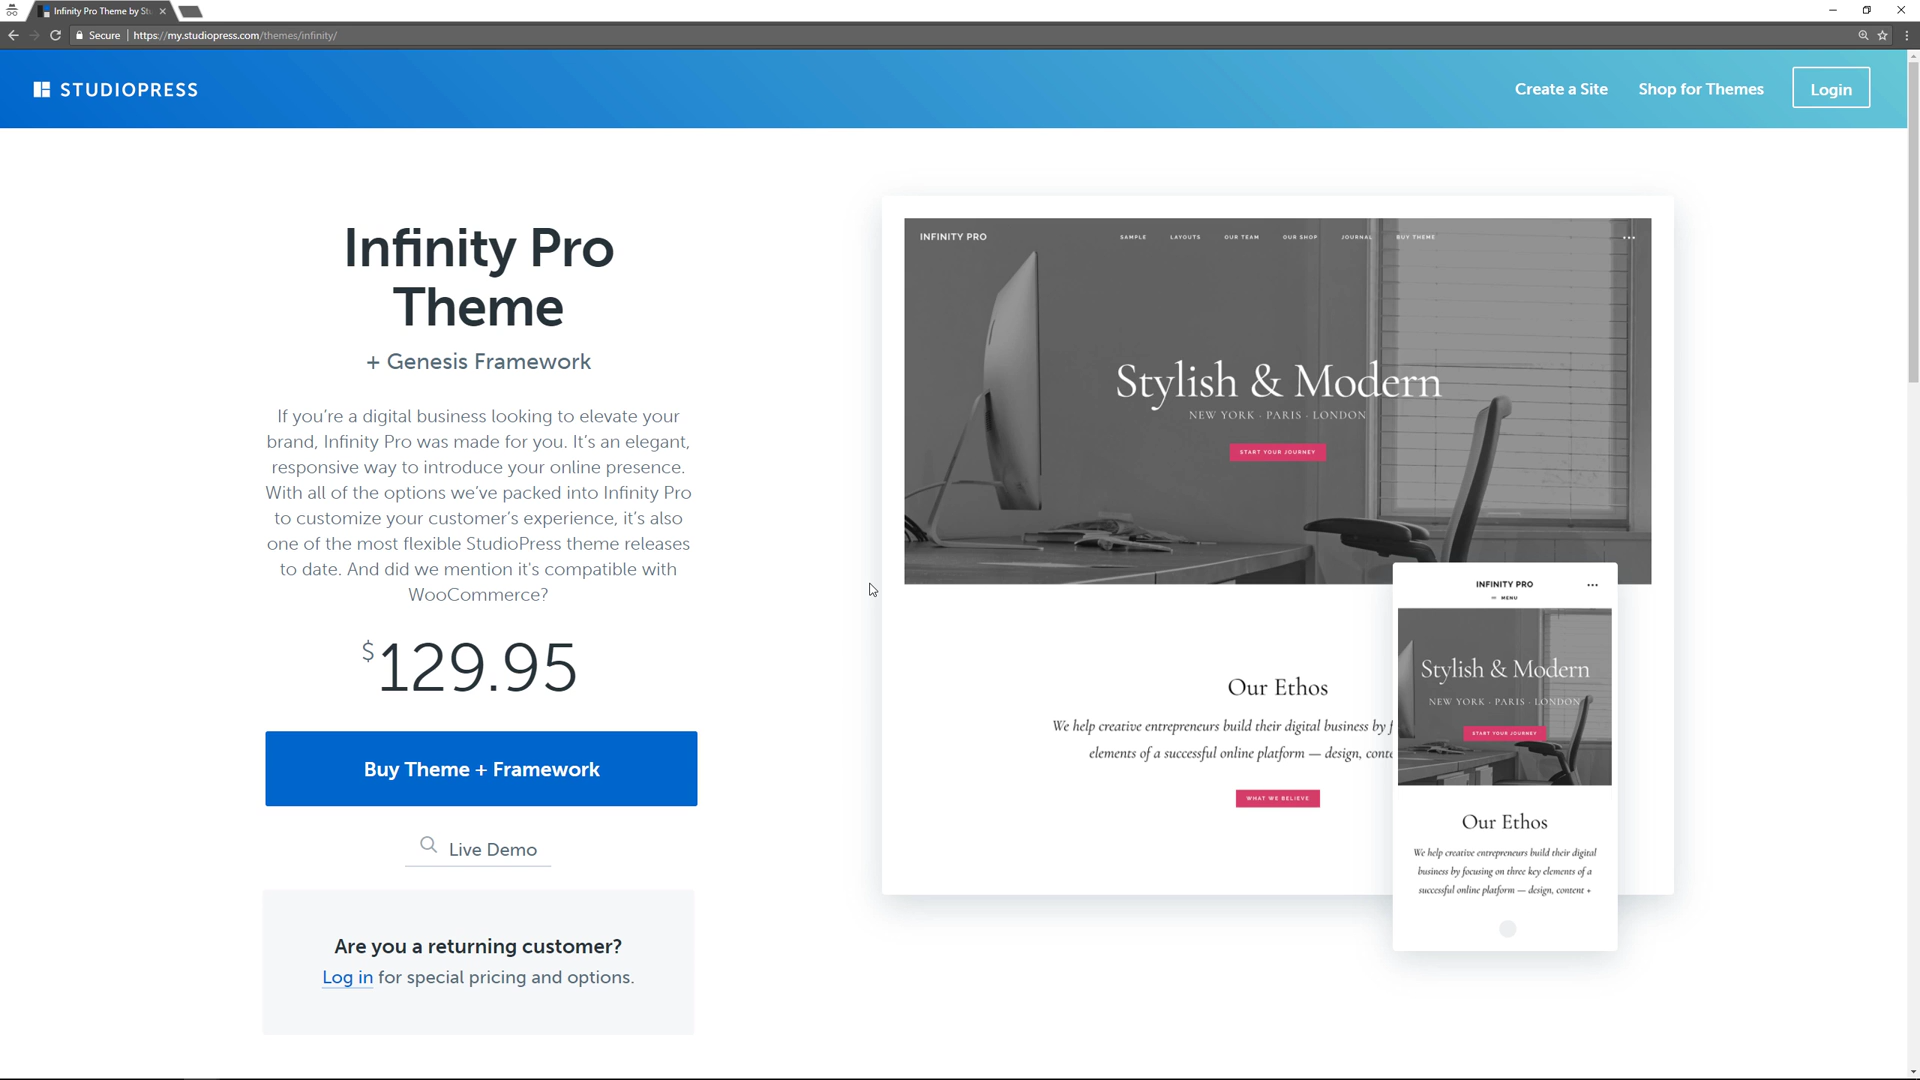 Infinity Pro Theme by St
Secure
https://my.studiopress.com/themes/infinity/
STUDIOPRESS
Create a Site
Shop for Themes
Login
Infinity Pro
Theme
+ Genesis Framework
If you’re a digital business looking to elevate your
brand, Infinity Pro was made for you. It’s an elegant,
responsive way to introduce your online presence.
With all of the options we’ve packed into Infinity Pro
to customize your customer’s experience, it’s also
one of the most flexible StudioPress theme releases
to date. And did we mention it's compatible with
WooCommerce?
$129.95
Buy Theme + Framework
Live Demo
Are you a returning customer?
Log in for special pricing and options.
INFINITY PRO
SAMPLE
LAYOUTS
OUR TEAM
OUR SHOP
JOURNAL
BUY THEME
Stylish & Modern
NEW YORK · PARIS · LONDON
START YOUR JOURNEY
Our Ethos
We help creative entrepreneurs build their digital business by f
elements of a successful online platform — design, conte
WHAT WE BELIEVE
INFINITY PRO
MENU
Stylish & Modern
NEW YORK · PARIS · LONDON
START YOUR JOURNEY
Our Ethos
We help creative entrepreneurs build their digital
business by focusing on three key elements of a
successful online platform — design, content +